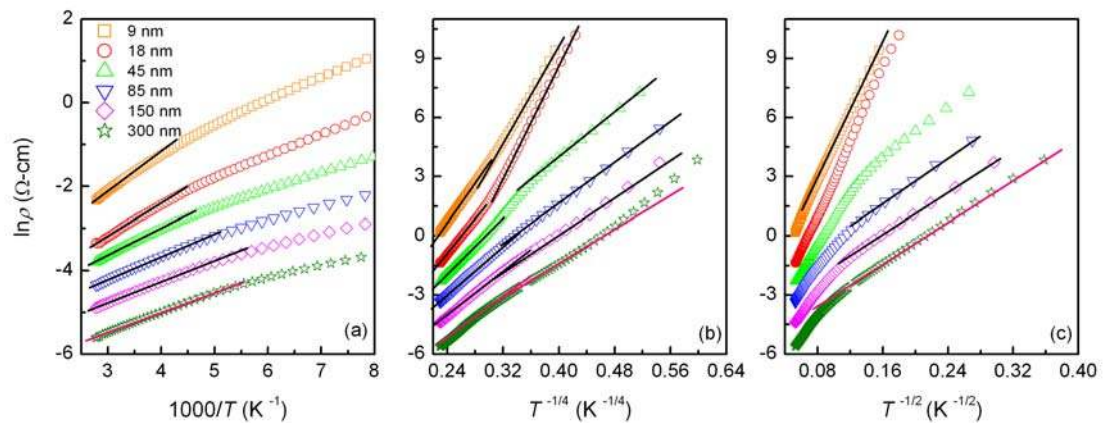 2
0
-2
-4
-6
9 nm
18 nm
45 nm
85 nm
150 nm
300 nm
(a)
3 4 5 6 7 8
1000/T (K⁻¹)
lnρ (Ω-cm)
9
6
3
0
-3
-6
(b)
0.24 0.32 0.40 0.48 0.56 0.64
T⁻¹/⁴ (K⁻¹/⁴)
9
6
3
0
-3
-6
(c)
0.08 0.16 0.24 0.32 0.40
T⁻¹/² (K⁻¹/²)